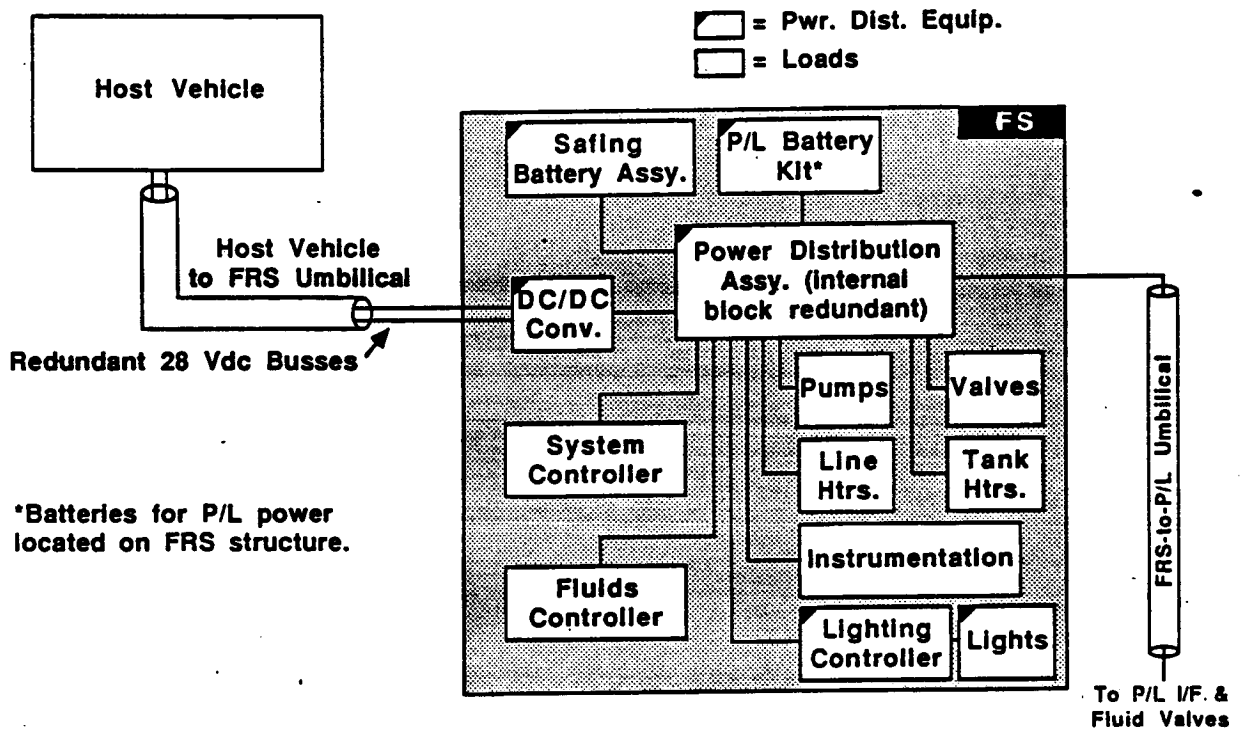 = Pwr. Dist. Equip.
= Loads
Host Vehicle
FS
Safing
Battery Assy.
P/L Battery
Kit*
Host Vehicle
to FRS Umbilical
Power Distribution
Assy. (internal
block redundant)
DC/DC
Conv.
Redundant 28 Vdc Busses
Pumps
Valves
System
Controller
Line
Htrs.
Tank
Htrs.
*Batteries for P/L power
located on FRS structure.
Instrumentation
Fluids
Controller
Lighting
Controller
Lights
FRS-to-P/L Umbilical
To P/L I/F. &
Fluid Valves